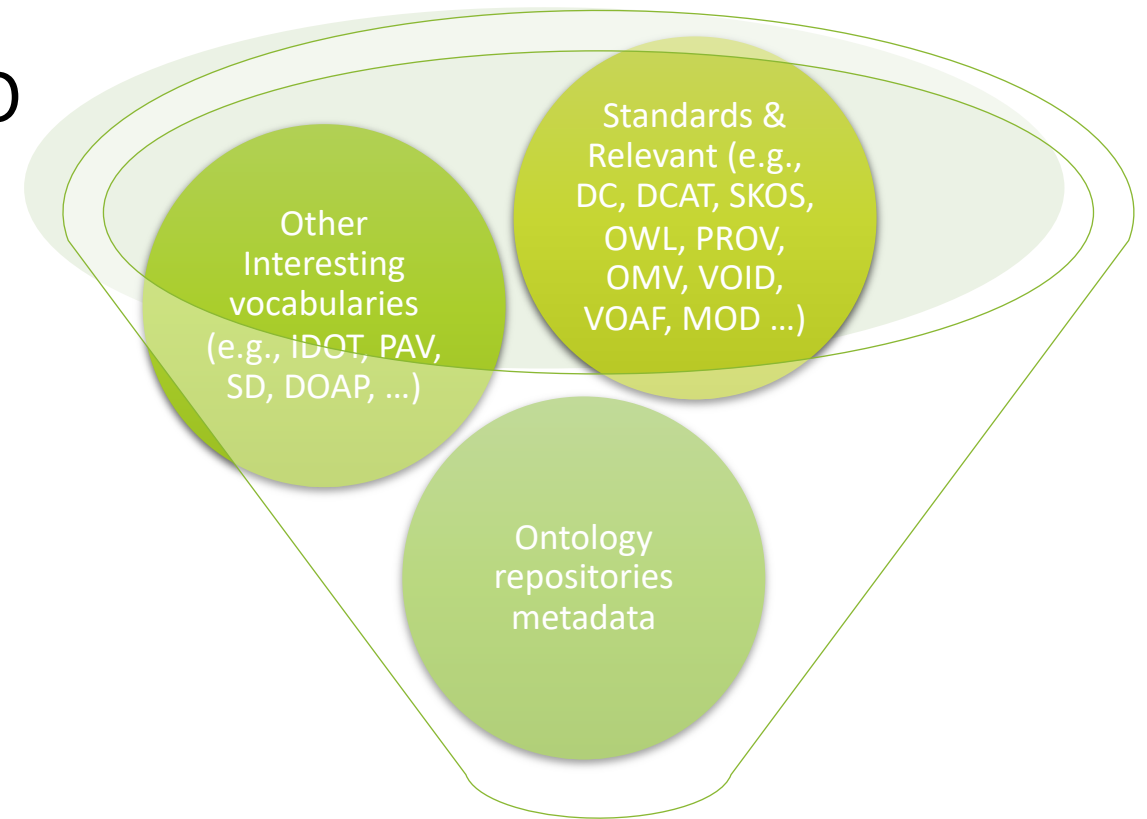 Other
Interesting
vocabularies
(e.g., iDOT, PAV,
SD, DOAP, …)
Standards &
Relevant (e.g.,
DC, DCAT, SKOS,
OWL, PROV,
OMV, VOID,
VOAF, MOD …)
Ontology
repositories
metadata